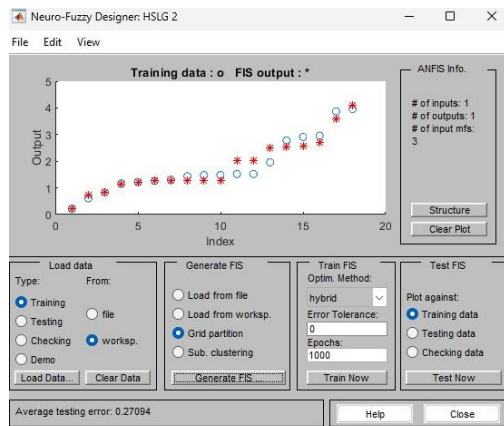 Neuro-Fuzzy Designer: HSLG 2
File Edit View
Training data : o FIS output : *
5
4
3
2
1
0
Output
0 5 10 15 20
Index
ANFIS Info.
# of inputs: 1
# of outputs: 1
# of input mfs:
3
Structure
Clear Plot
Load data
Type: From:
Training
Testing
Checking
Demo
file
worksp.
Load Data... Clear Data
Generate FIS
Load from file
Load from worksp.
Grid partition
Sub. clustering
Generate FIS ...
Train FIS
Optim. Method:
hybrid
Error Tolerance:
0
Epochs:
1000
Train Now
Test FIS
Plot against:
Training data
Testing data
Checking data
Test Now
Average testing error: 0.27094
Help Close